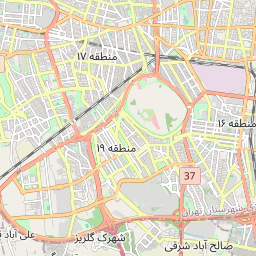 منطقه ۱۷
منطقه ۱۶
منطقه ۱۹
37
شهرستان تهران
علی آباد
شهرک گلریز
صالح آباد شرقی